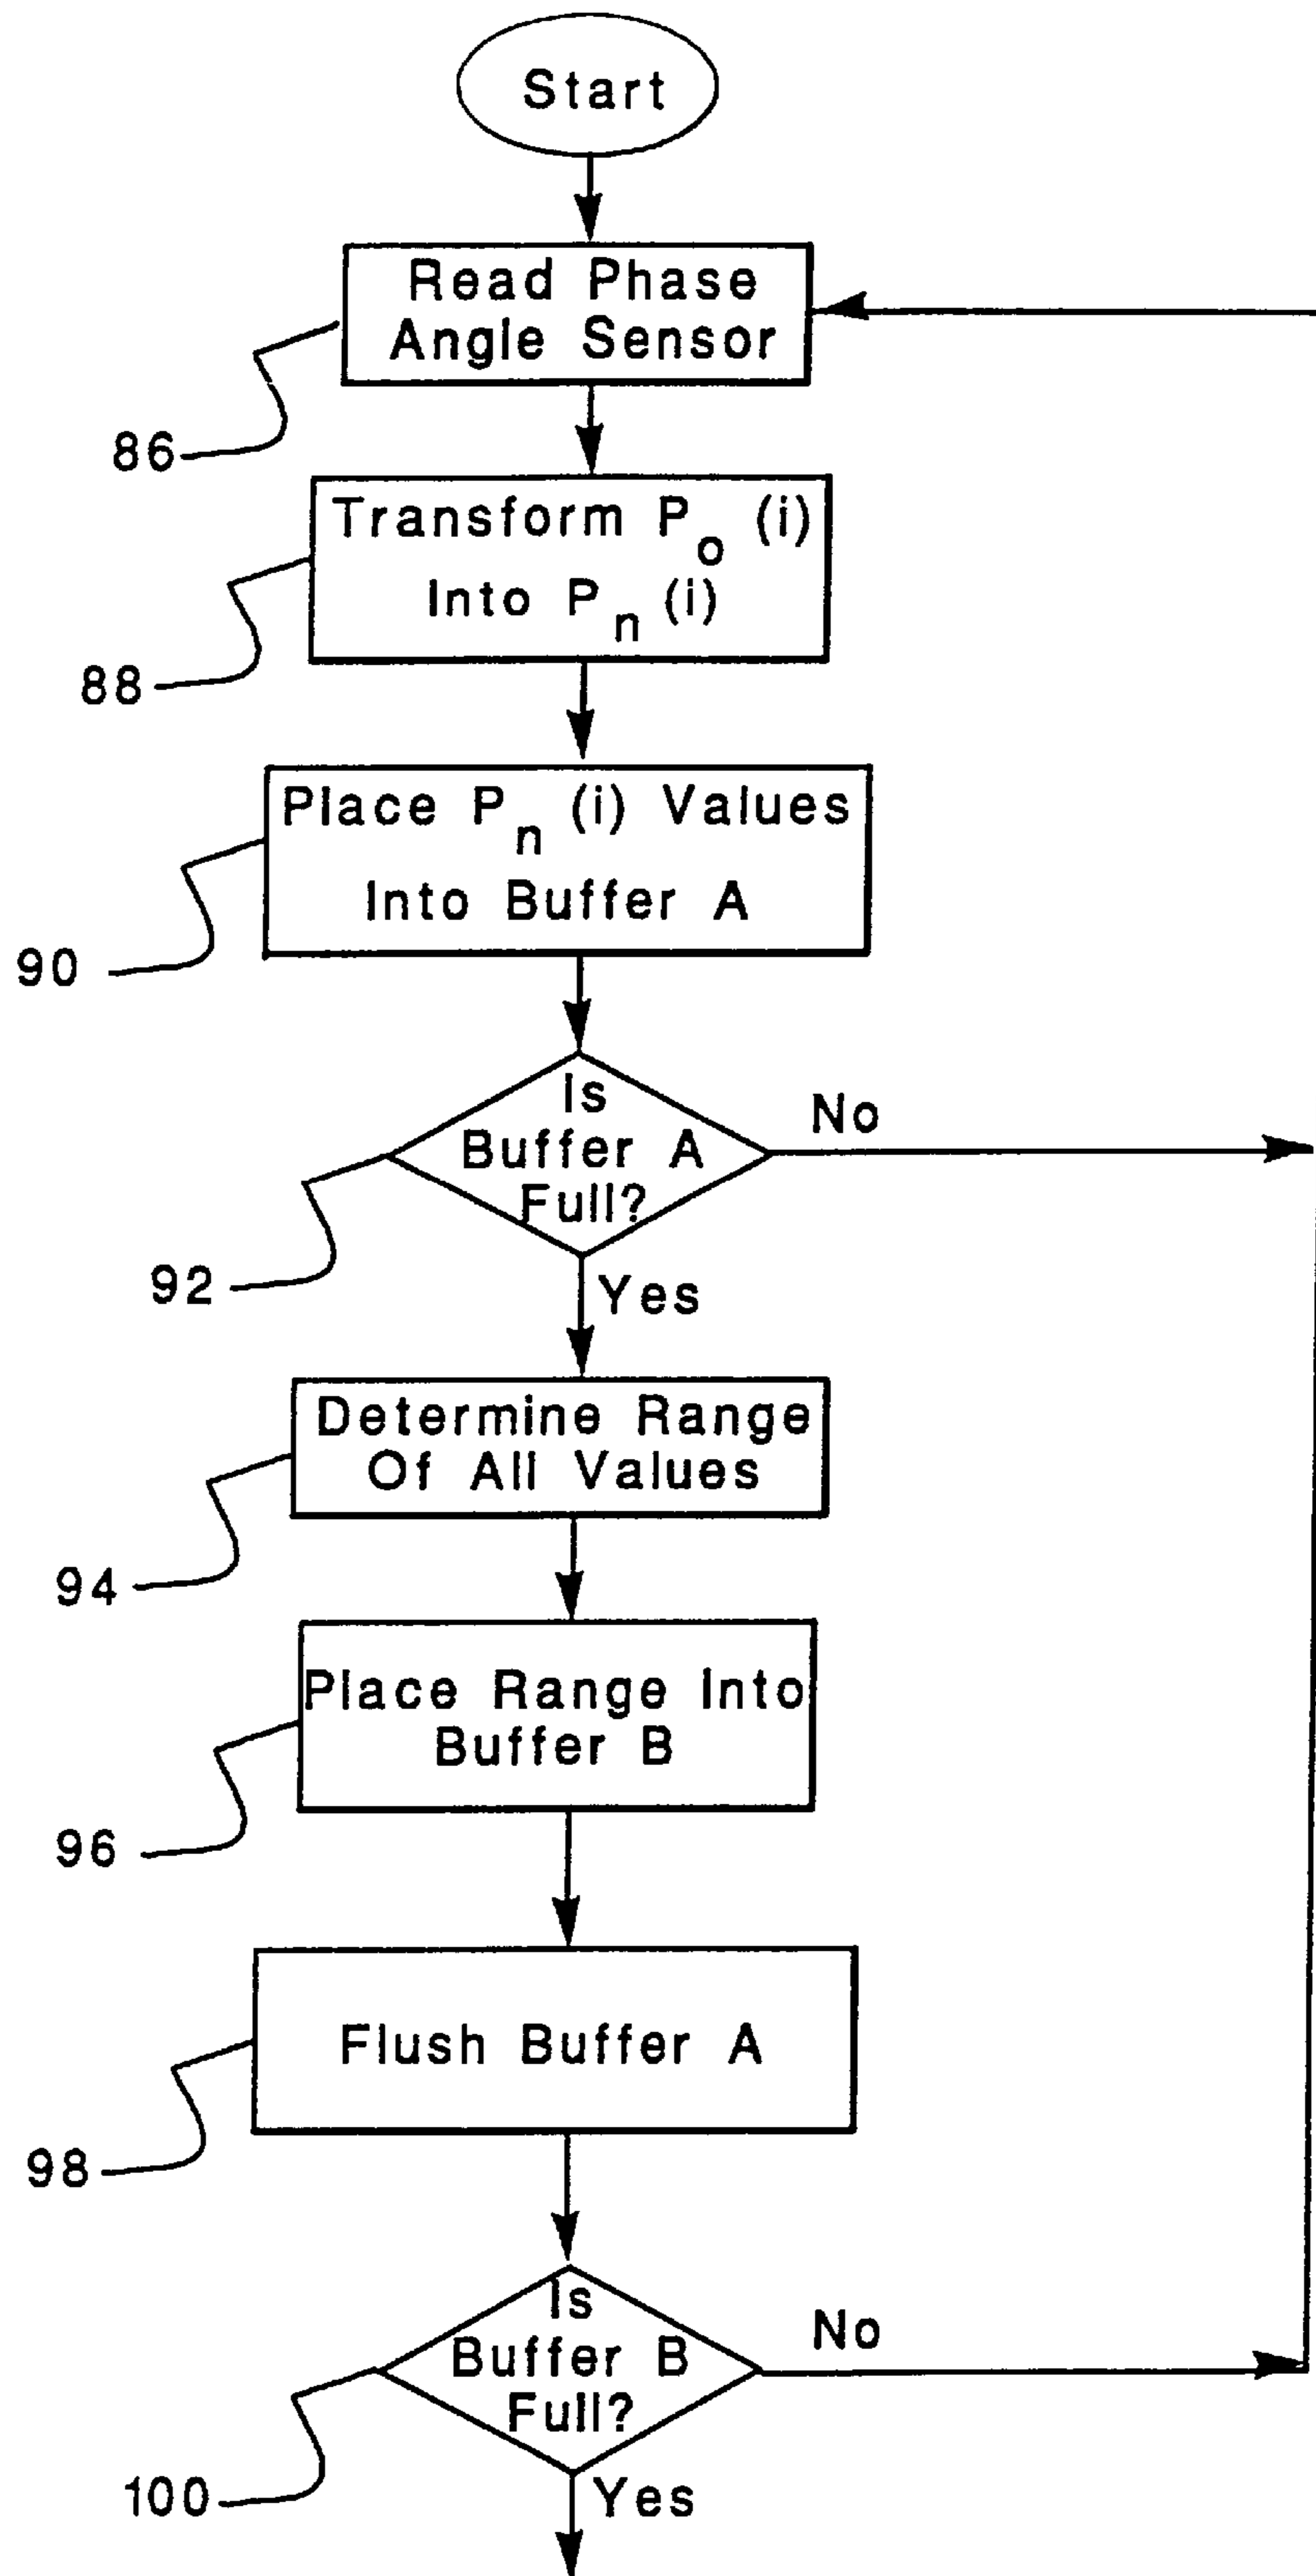 Start
Read Phase
Angle Sensor
86
Transform P_o (i)
Into P_n (i)
88
Place P_n (i) Values
Into Buffer A
90
Is
Buffer A
Full?
No
92
Yes
Determine Range
Of All Values
94
Place Range Into
Buffer B
96
Flush Buffer A
98
Is
Buffer B
Full?
No
100
Yes